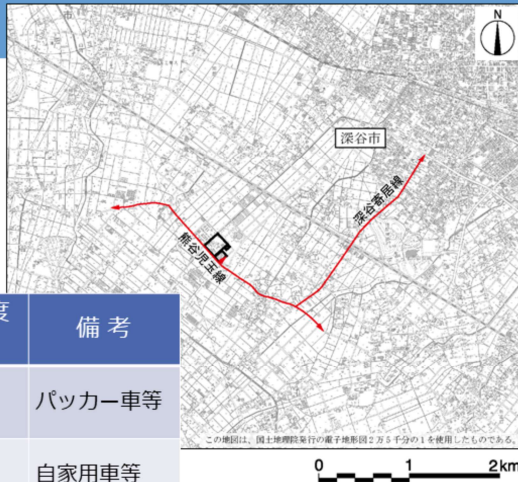 N
深谷市
深谷寄居線
熊谷児玉線
度
備考
パッカー車等
この地図は、国土地理院発行の電子地形図2万5千分の1を使用したものである。
自家用車等
0 1 2km